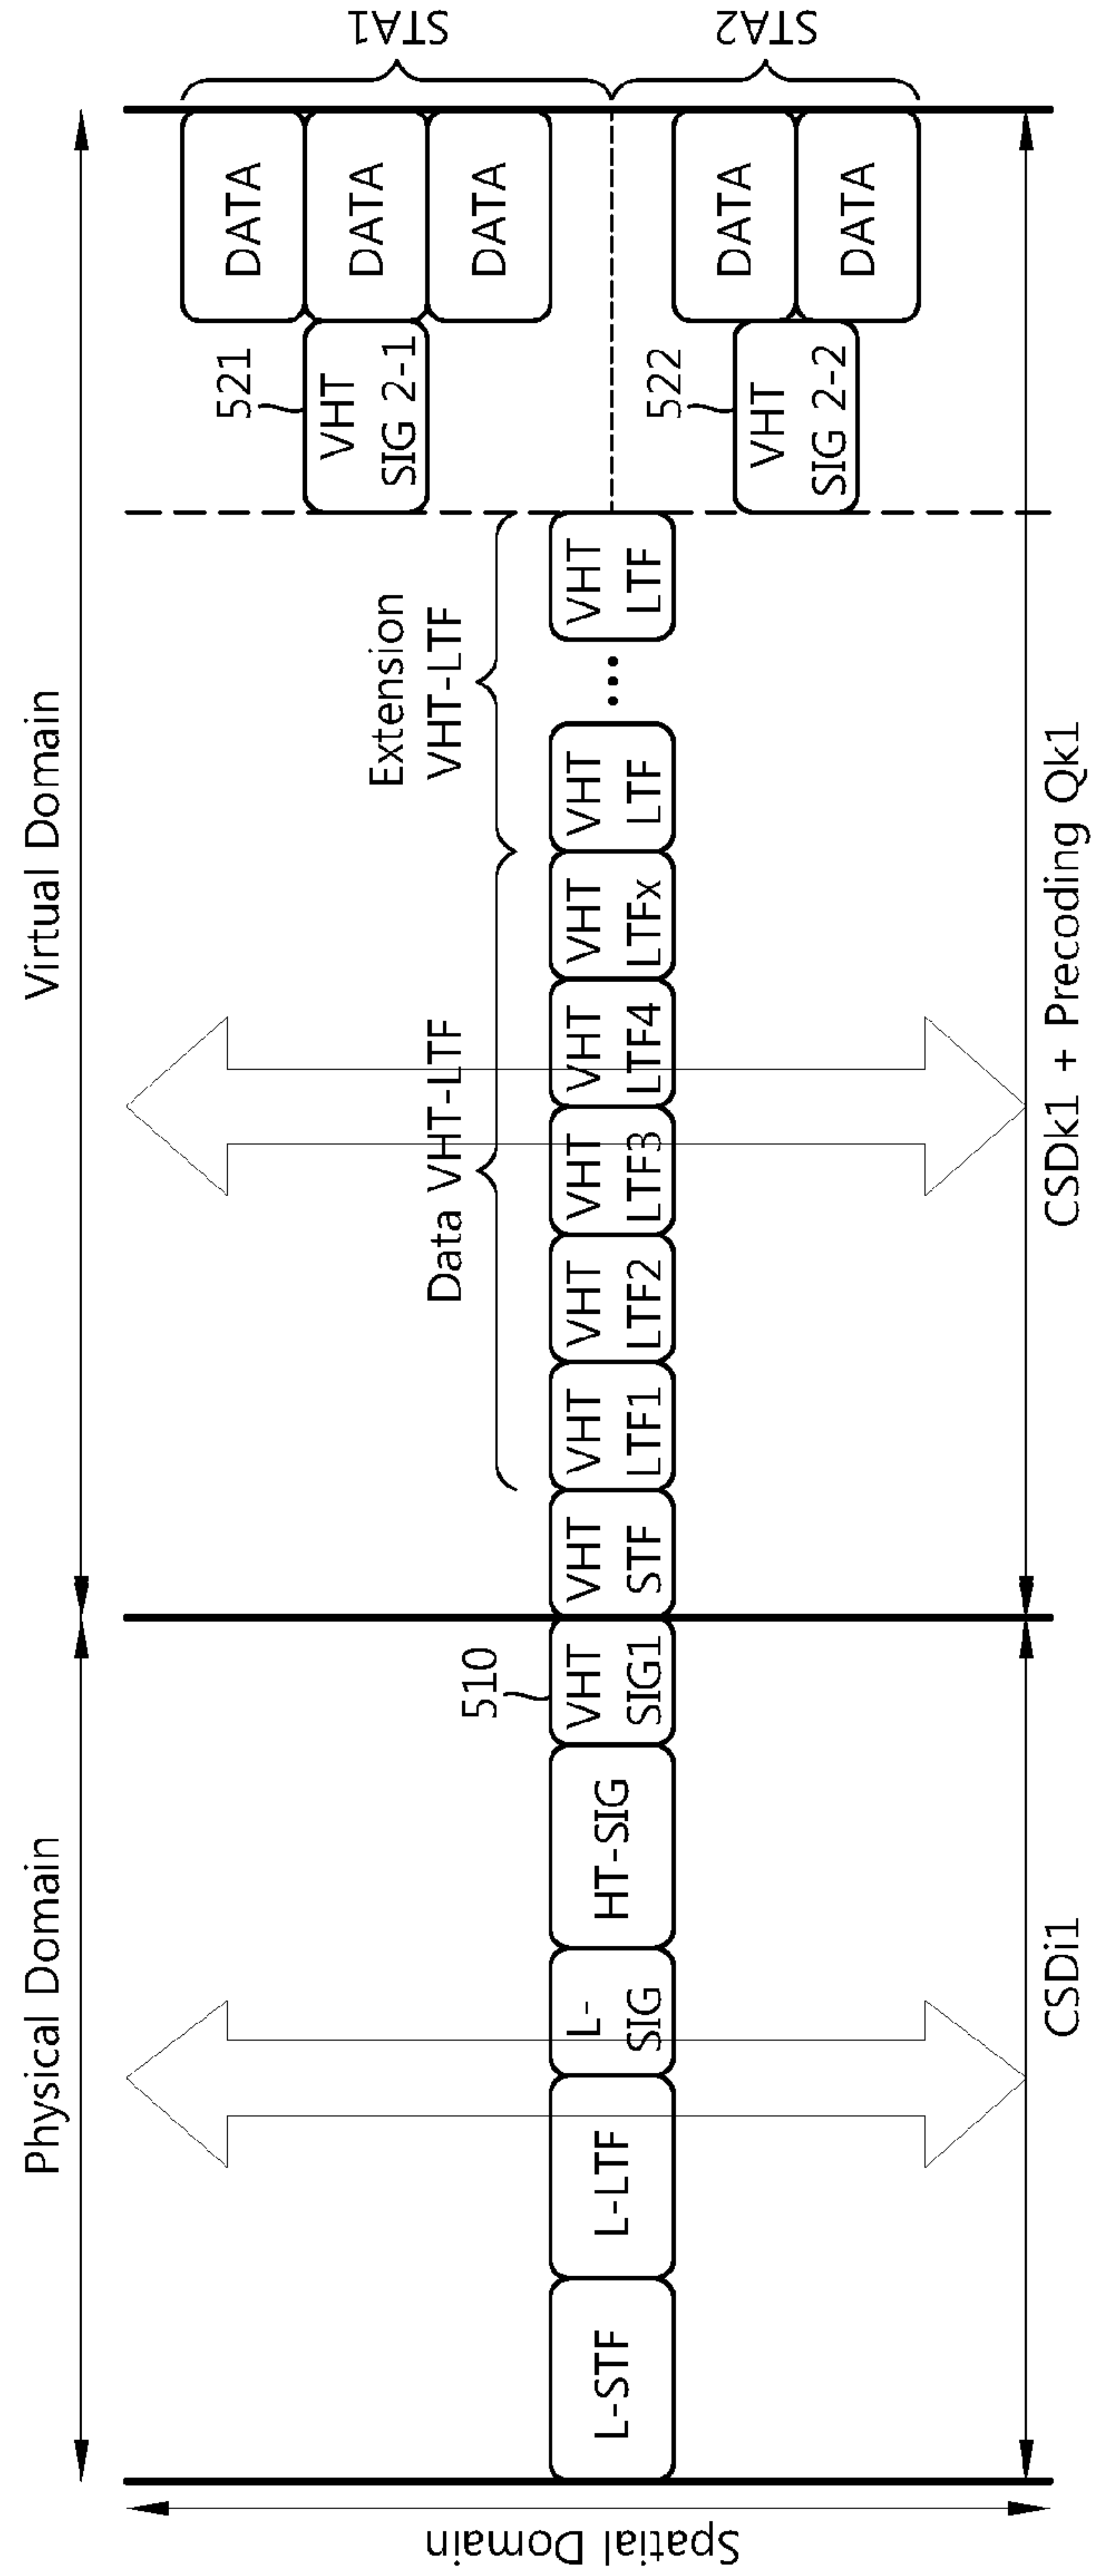 Physical Domain
Virtual Domain
Spatial Domain
L-STF
L-LTF
L-
SIG
HT-SIG
510
VHT
SIG1
VHT
STF
Data VHT-LTF
VHT
LTF1
VHT
LTF2
VHT
LTF3
VHT
LTF4
VHT
LTFx
Extension
VHT-LTF
VHT
LTF
...
VHT
LTF
521
VHT
SIG 2-1
DATA
DATA
DATA
STA1
522
VHT
SIG 2-2
DATA
DATA
STA2
CSDi1
CSDk1 + Precoding Qk1